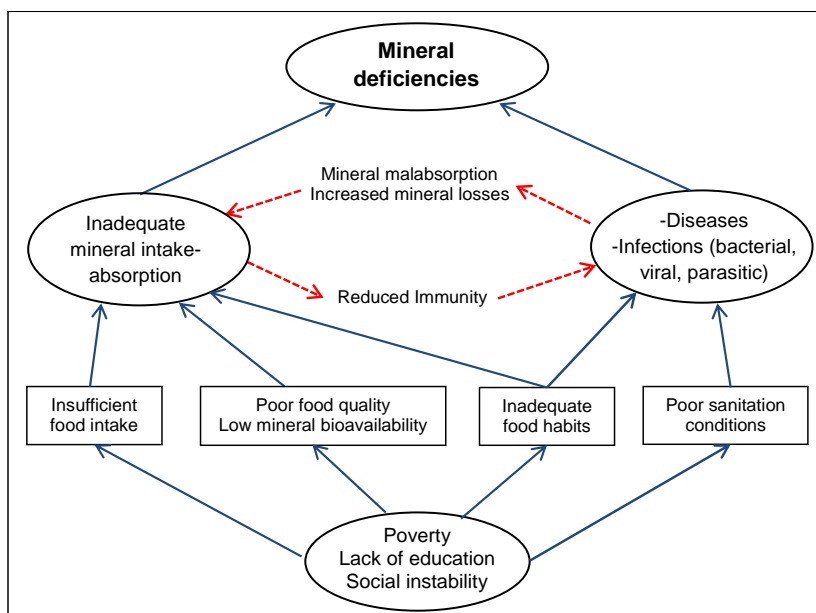 Mineral
deficiencies
Mineral malabsorption
Increased mineral losses
Inadequate
mineral intake-
absorption
-Diseases
-Infections (bacterial,
viral, parasitic)
Reduced Immunity
Insufficient
food intake
Poor food quality
Low mineral bioavailability
Inadequate
food habits
Poor sanitation
conditions
Poverty
Lack of education
Social instability